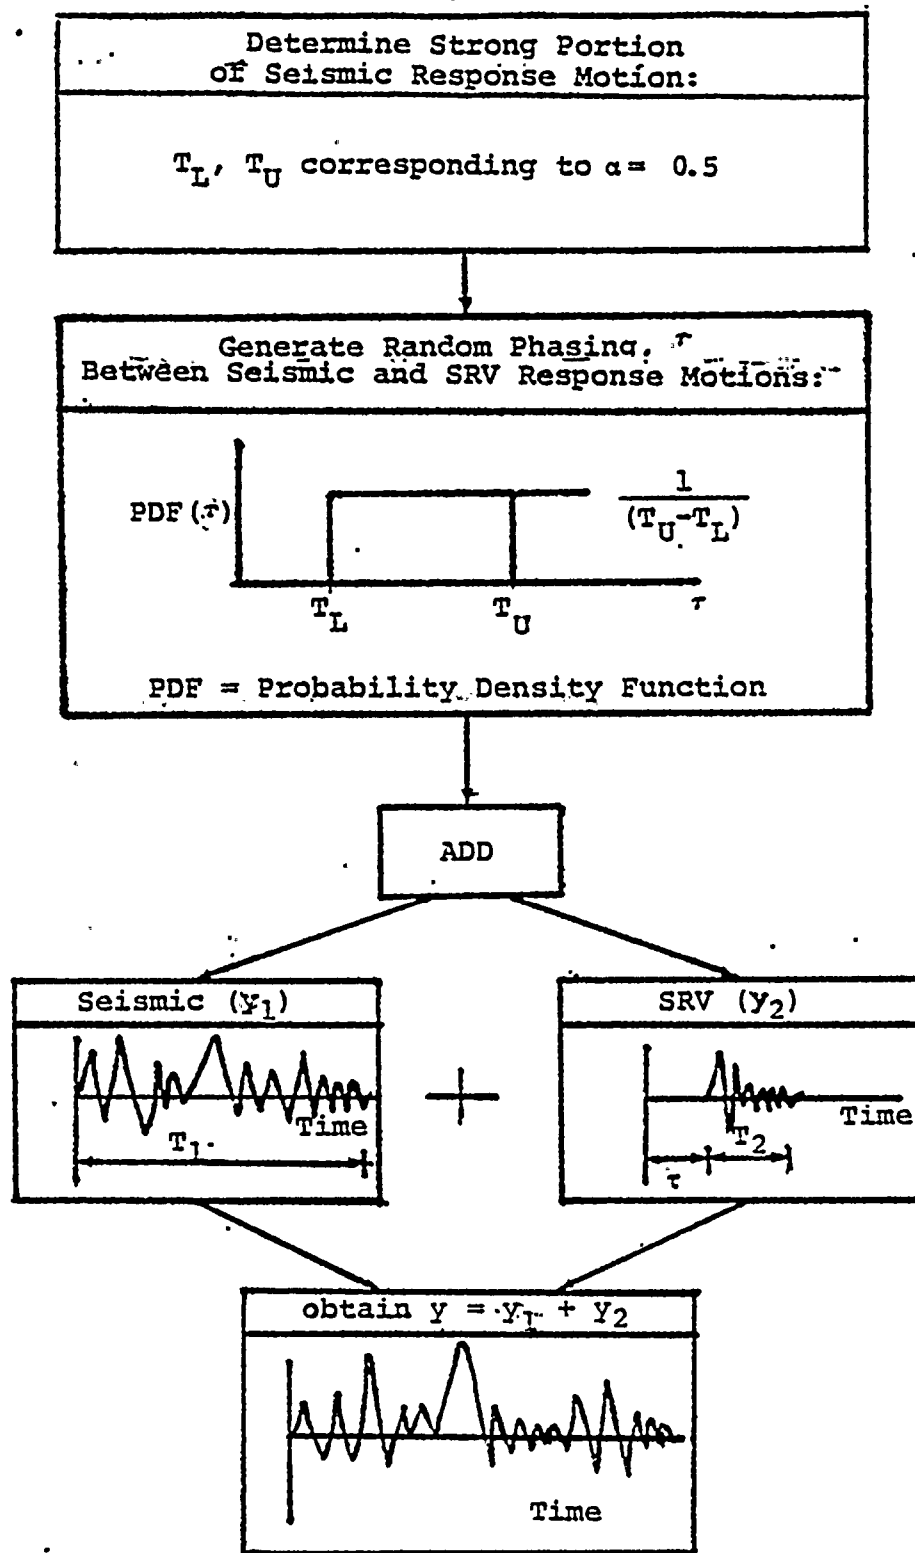 Determine Strong Portion
of Seismic Response Motion:
T_L, T_U corresponding to α = 0.5
Generate Random Phasing, τ
Between Seismic and SRV Response Motions:
PDF(τ)
1
(T_U-T_L)
T_L
T_U
τ
PDF = Probability Density Function
ADD
Seismic (y_1)
Time
T_1
+
SRV (y_2)
Time
T_2
τ
obtain y = y_1 + y_2
Time